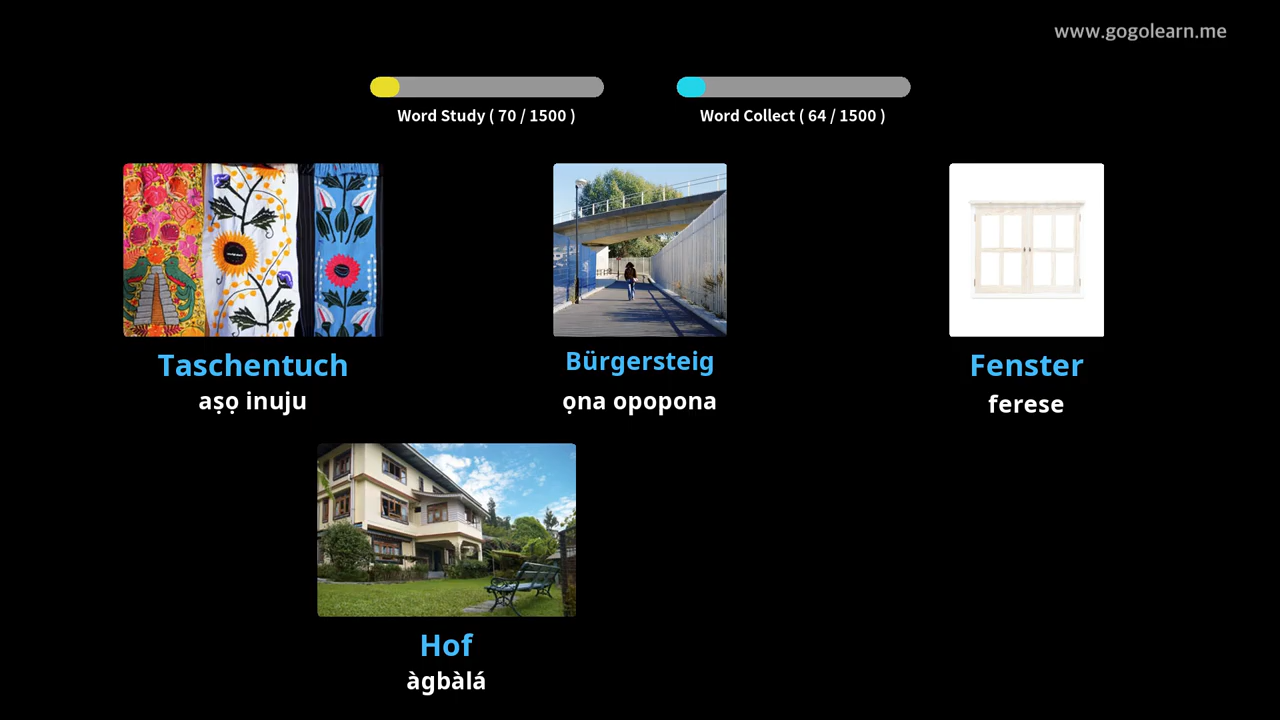 www.gogolearn.me
Word Study ( 70 / 1500 )
Word Collect ( 64 / 1500 )
Taschentuch
aṣọ inuju
Bürgersteig
ọna opopona
Fenster
ferese
Hof
àgbàlá